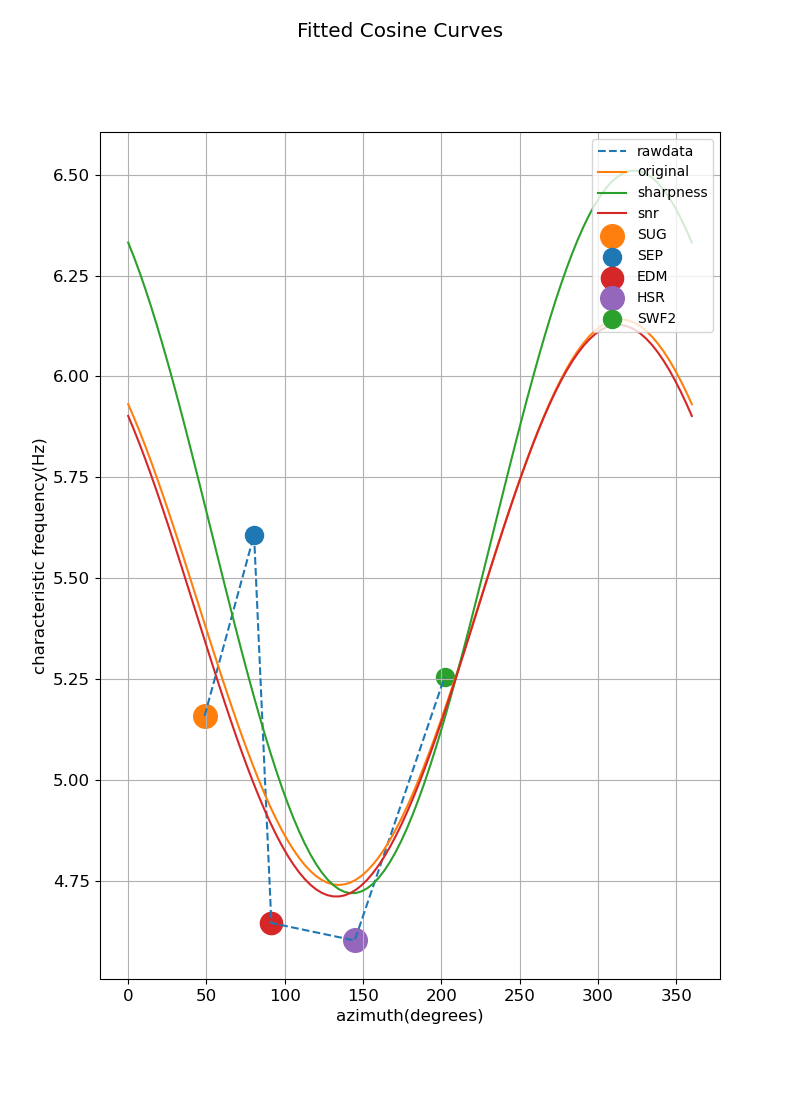 Fitted Cosine Curves
rawdata
original
sharpness
snr
SUG
SEP
EDM
HSR
SWF2
characteristic frequency(Hz)
6.50
6.25
6.00
5.75
5.50
5.25
5.00
4.75
0 50 100 150 200 250 300 350
azimuth(degrees)